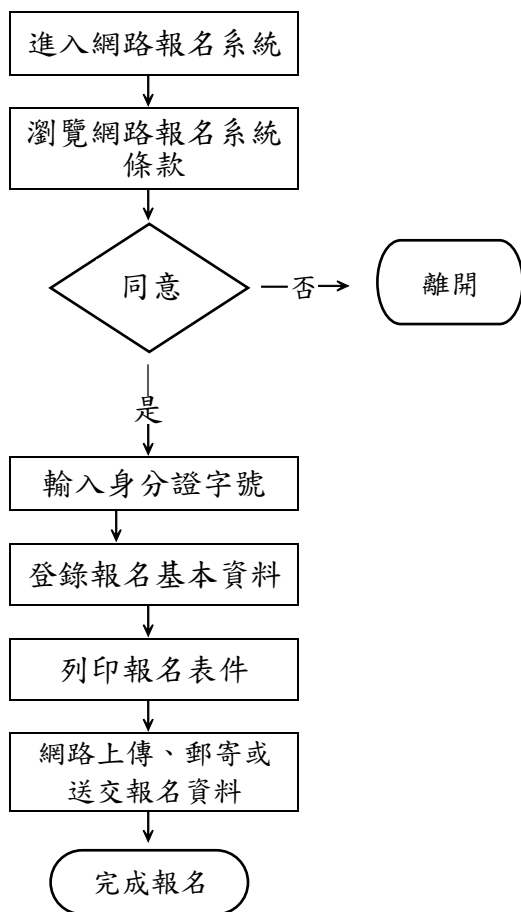 進入網路報名系統
瀏覽網路報名系統
條款
同意
否
離開
是
輸入身分證字號
登錄報名基本資料
列印報名表件
網路上傳、郵寄或
送交報名資料
完成報名